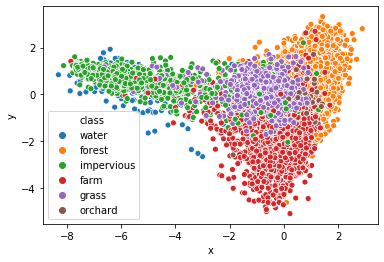 2
0
−2
−4
y
class
water
forest
impervious
farm
grass
orchard
−8 −6 −4 −2 0 2
x